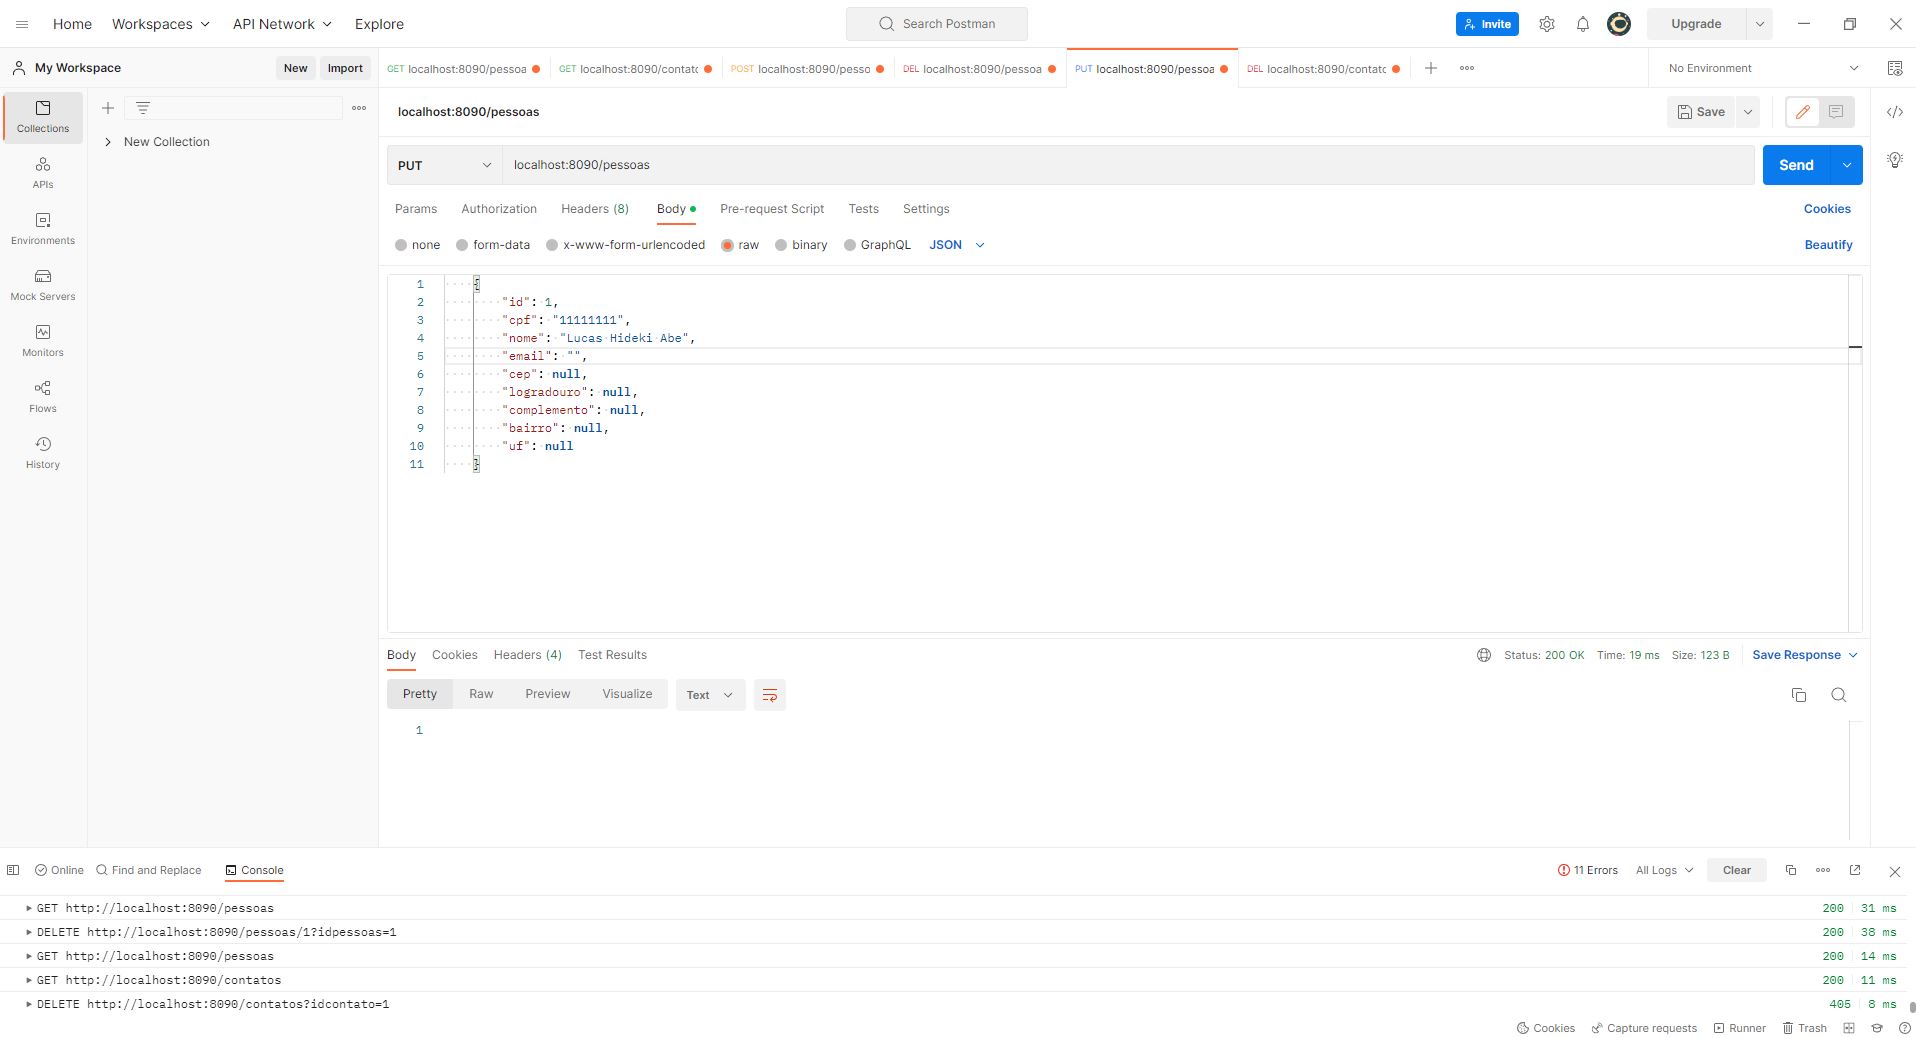 Home Workspaces API Network Explore Search Postman Invite Upgrade
My Workspace New Import GET localhost:8090/pessoa GET localhost:8090/contatc POST localhost:8090/pesso DEL localhost:8090/pessoa PUT localhost:8090/pessoa DEL localhost:8090/contatc No Environment
Collections
New Collection
APIs
Environments
Mock Servers
Monitors
Flows
History
localhost:8090/pessoas Save
PUT localhost:8090/pessoas Send
Params Authorization Headers (8) Body Pre-request Script Tests Settings Cookies
none form-data x-www-form-urlencoded raw binary GraphQL JSON Beautify
1 {
2 "id": 1,
3 "cpf": "11111111",
4 "nome": "Lucas Hideki Abe",
5 "email": "",
6 "cep": null,
7 "logradouro": null,
8 "complemento": null,
9 "bairro": null,
10 "uf": null
11 }
Body Cookies Headers (4) Test Results Status: 200 OK Time: 19 ms Size: 123 B Save Response
Pretty Raw Preview Visualize Text
1
Online Find and Replace Console 11 Errors All Logs Clear
GET http://localhost:8090/pessoas 200 31 ms
DELETE http://localhost:8090/pessoas/1?idpessoas=1 200 38 ms
GET http://localhost:8090/pessoas 200 14 ms
GET http://localhost:8090/contatos 200 11 ms
DELETE http://localhost:8090/contatos?idcontato=1 405 8 ms
Cookies Capture requests Runner Trash